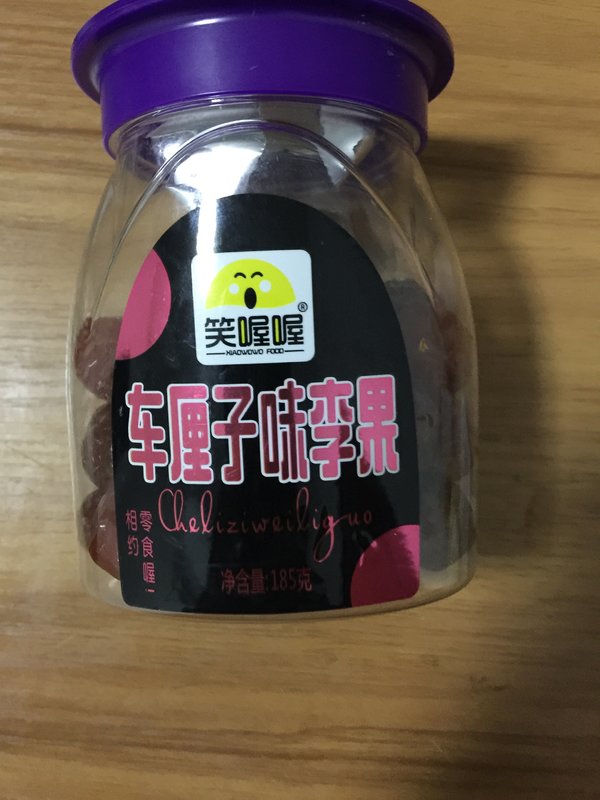 笑喔喔®
XIAOWOWO FOOD
车厘子味李果
Cheliziweiliguo
零食喔!
相约
净含量:185克